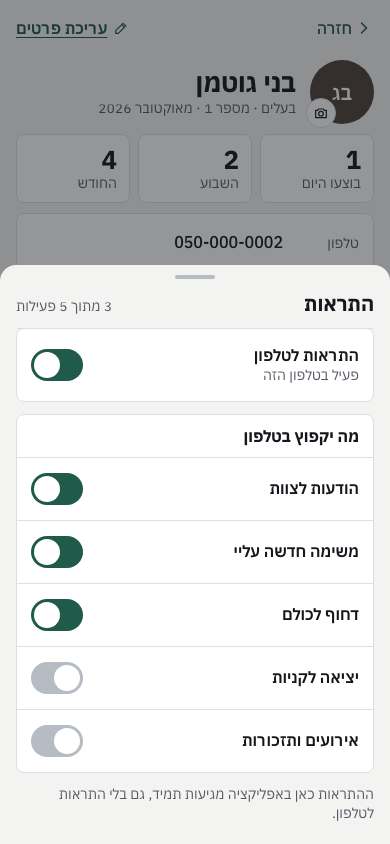 חזרה
עריכת פרטים
בג
בני גוטמן
בעלים · מספר 1 · מאוקטובר 2026
1
בוצעו היום
2
השבוע
4
החודש
טלפון
050-000-0002
התראות
3 מתוך 5 פעילות
התראות לטלפון
פעיל בטלפון הזה
מה יקפוץ בטלפון
הודעות לצוות
משימה חדשה עליי
דחוף לכולם
יציאה לקניות
אירועים ותזכורות
ההתראות כאן באפליקציה מגיעות תמיד, גם בלי התראות
לטלפון.